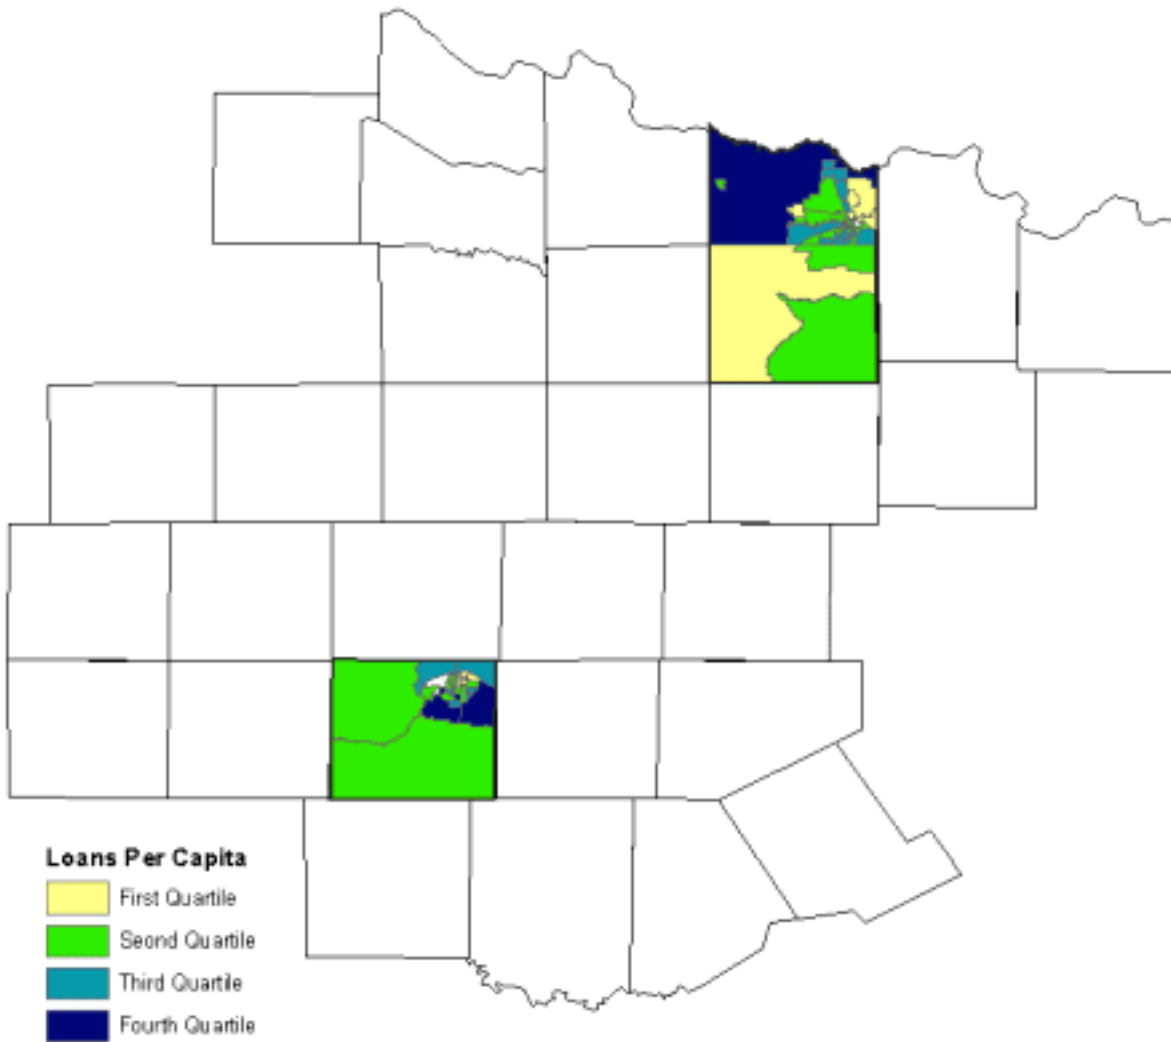 Loans Per Capita
First Quartile
Seond Quartile
Third Quartile
Fourth Quartile